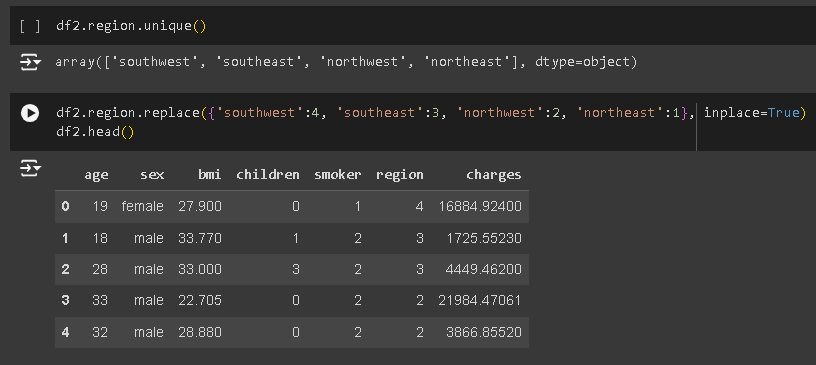 [ ] df2.region.unique()
array(['southwest', 'southeast', 'northwest', 'northeast'], dtype=object)
df2.region.replace({'southwest':4, 'southeast':3, 'northwest':2, 'northeast':1}, inplace=True)
df2.head()
age sex bmi children smoker region charges
0 19 female 27.900 0 1 4 16884.92400
1 18 male 33.770 1 2 3 1725.55230
2 28 male 33.000 3 2 3 4449.46200
3 33 male 22.705 0 2 2 21984.47061
4 32 male 28.880 0 2 2 3866.85520